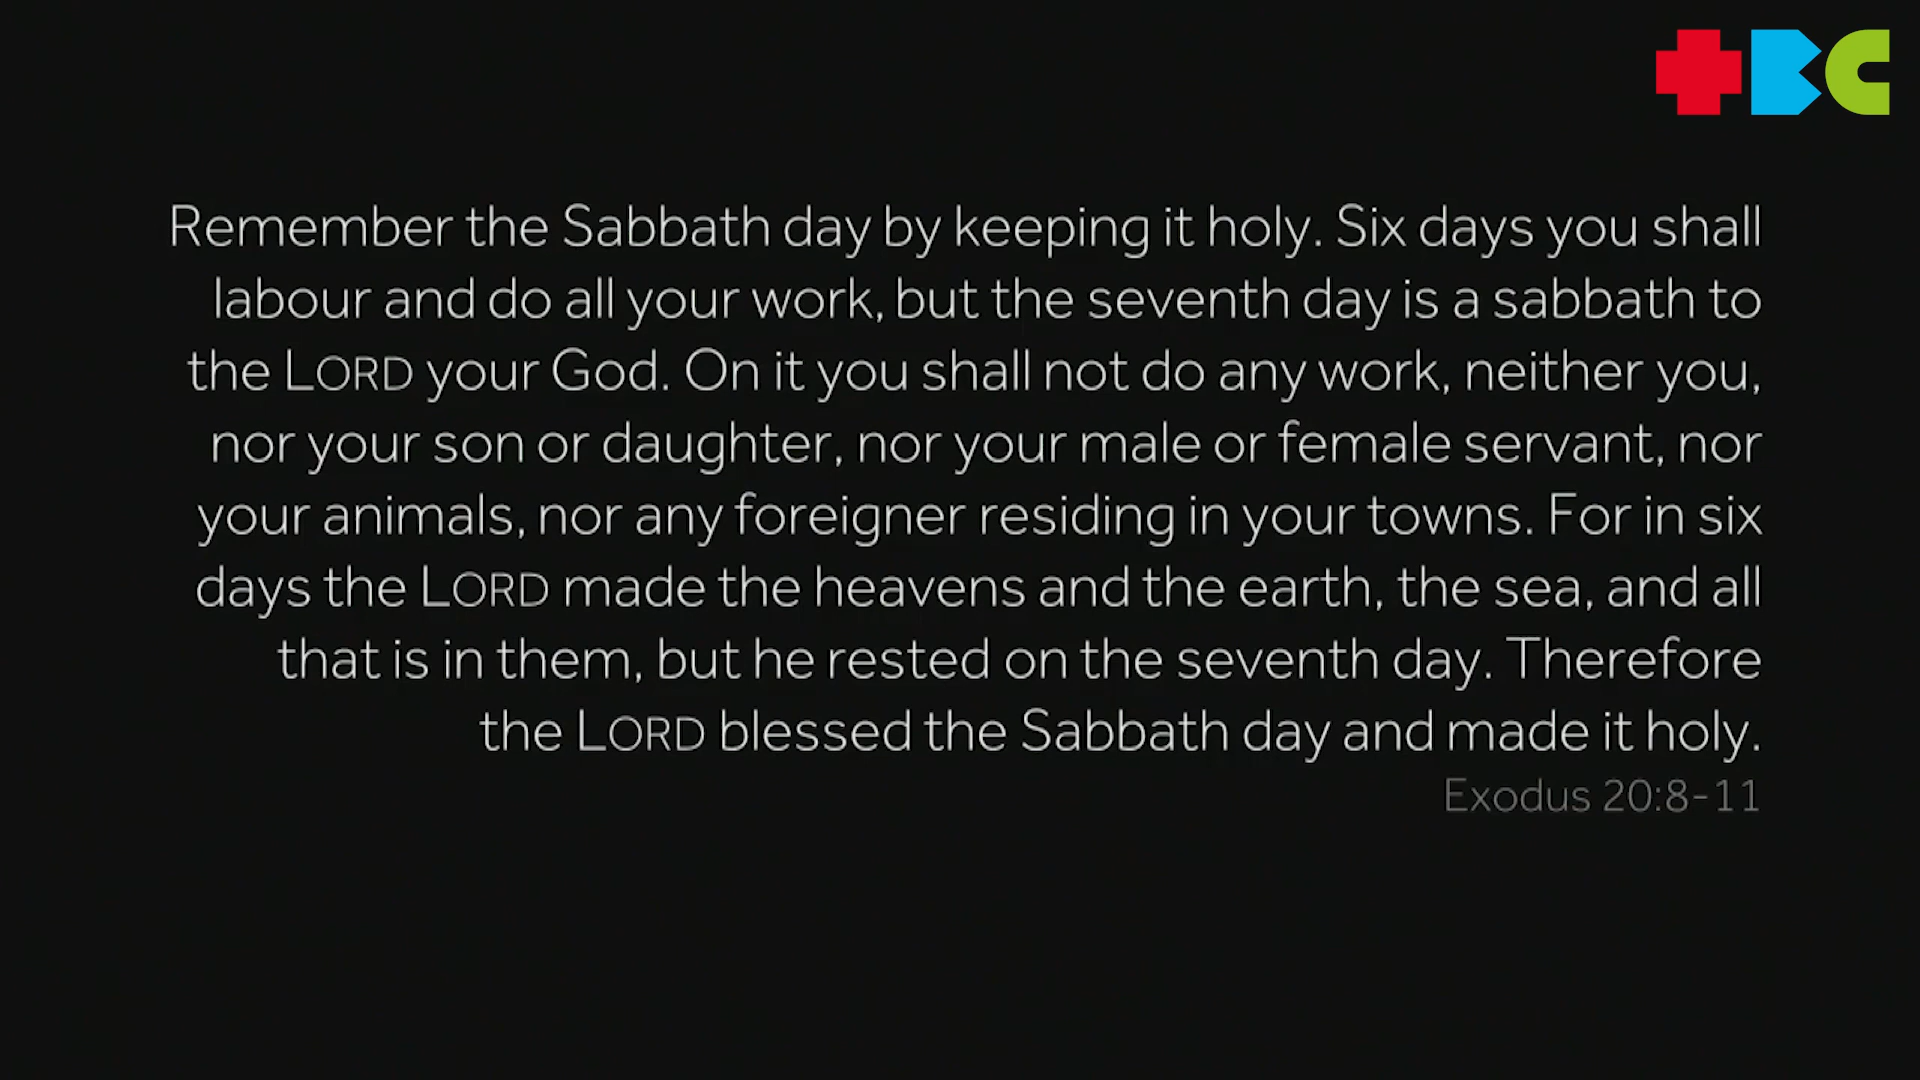 +BC
Remember the Sabbath day by keeping it holy. Six days you shall
labour and do all your work, but the seventh day is a sabbath to
the LORD your God. On it you shall not do any work, neither you,
nor your son or daughter, nor your male or female servant, nor
your animals, nor any foreigner residing in your towns. For in six
days the LORD made the heavens and the earth, the sea, and all
that is in them, but he rested on the seventh day. Therefore
the LORD blessed the Sabbath day and made it holy.
Exodus 20:8-11